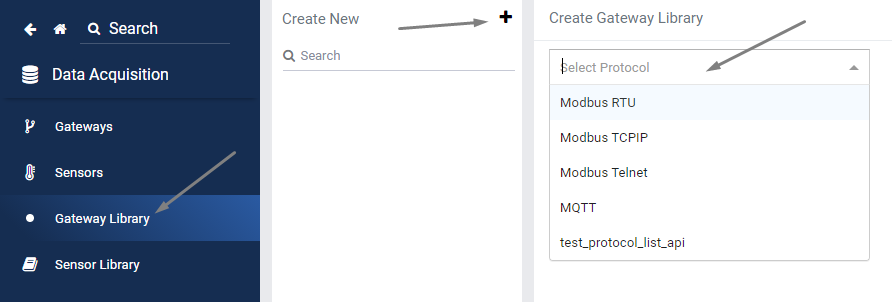 Search
Data Acquisition
Gateways
Sensors
Gateway Library
Sensor Library
Create New
Search
Create Gateway Library
Select Protocol
Modbus RTU
Modbus TCPIP
Modbus Telnet
MQTT
test_protocol_list_api